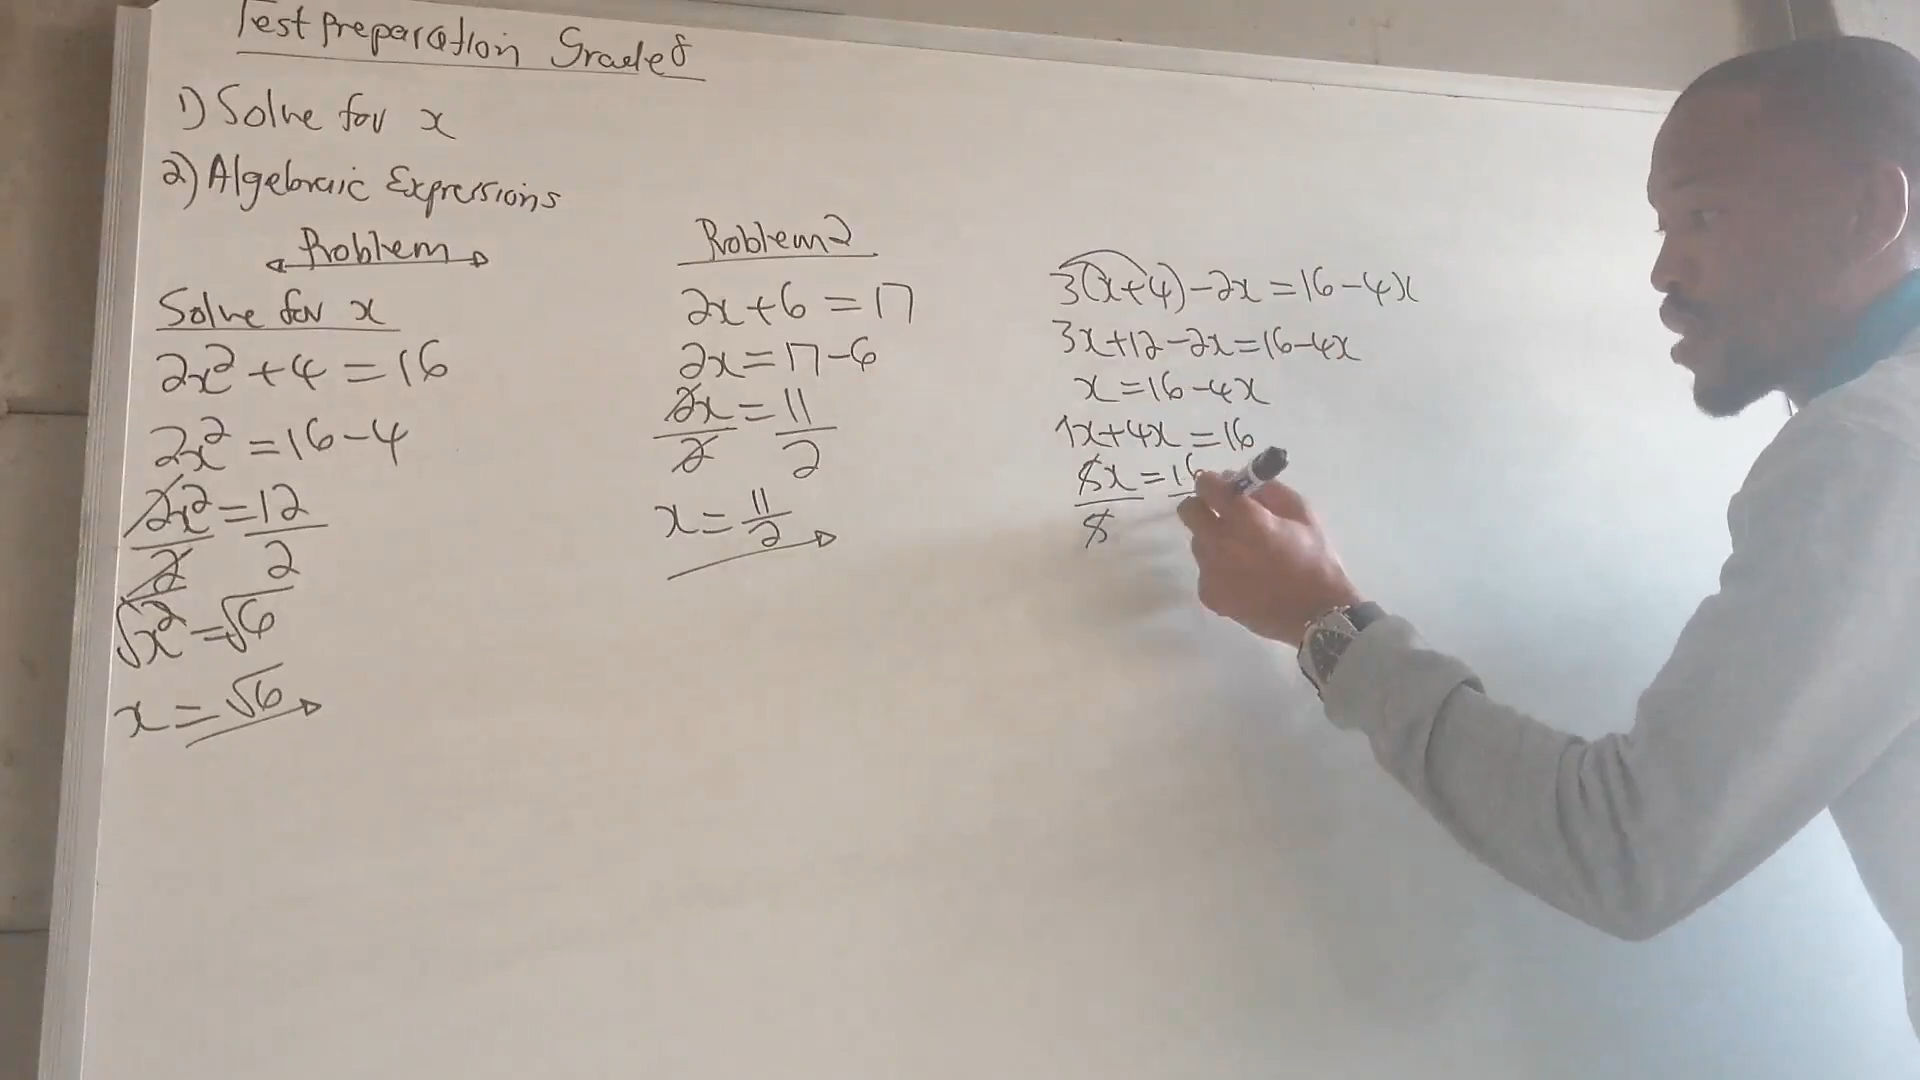 Test Preparation Grade 8
1) Solve for x
2) Algebraic Expressions
Problem
Solve for x
2x² + 4 = 16
2x² = 16 - 4
2x² = 12
2 2
√x² = √6
x = √6
Problem 2
2x + 6 = 17
2x = 17 - 6
2x = 11
2 2
x = 11/2
3(x+4) - 2x = 16 - 4x
3x + 12 - 2x = 16 - 4x
x = 16 - 4x
1x + 4x = 16
5x = 16
5